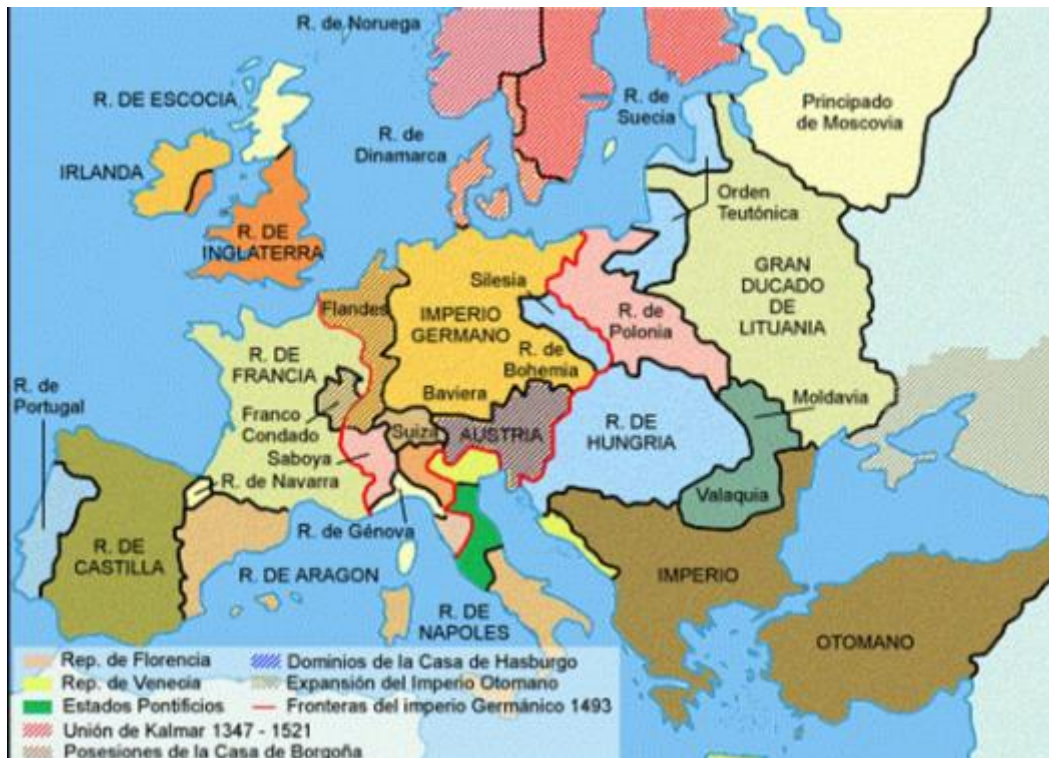 R. de Noruega
R. DE ESCOCIA
R. de
Suecia
Principado
de Moscovia
R. de
Dinamarca
IRLANDA
Orden
Teutónica
R. DE
INGLATERRA
Silesia
GRAN
DUCADO
DE
LITUANIA
Flandes
IMPERIO
GERMANO
R. de
Polonia
R. DE
FRANCIA
R. de
Bohemia
R. de
Portugal
Baviera
Moldavia
Franco
Condado
Suiza
AUSTRIA
R. DE
HUNGRIA
Saboya
R. de Navarra
Valaquia
R. de Génova
R. DE
CASTILLA
R. DE ARAGON
IMPERIO
R. DE
NAPOLES
OTOMANO
Rep. de Florencia
Rep. de Venecia
Estados Pontificios
Unión de Kalmar 1347 - 1521
Posesiones de la Casa de Borgoña
Dominios de la Casa de Hasburgo
Expansión del Imperio Otomano
Fronteras del imperio Germánico 1493